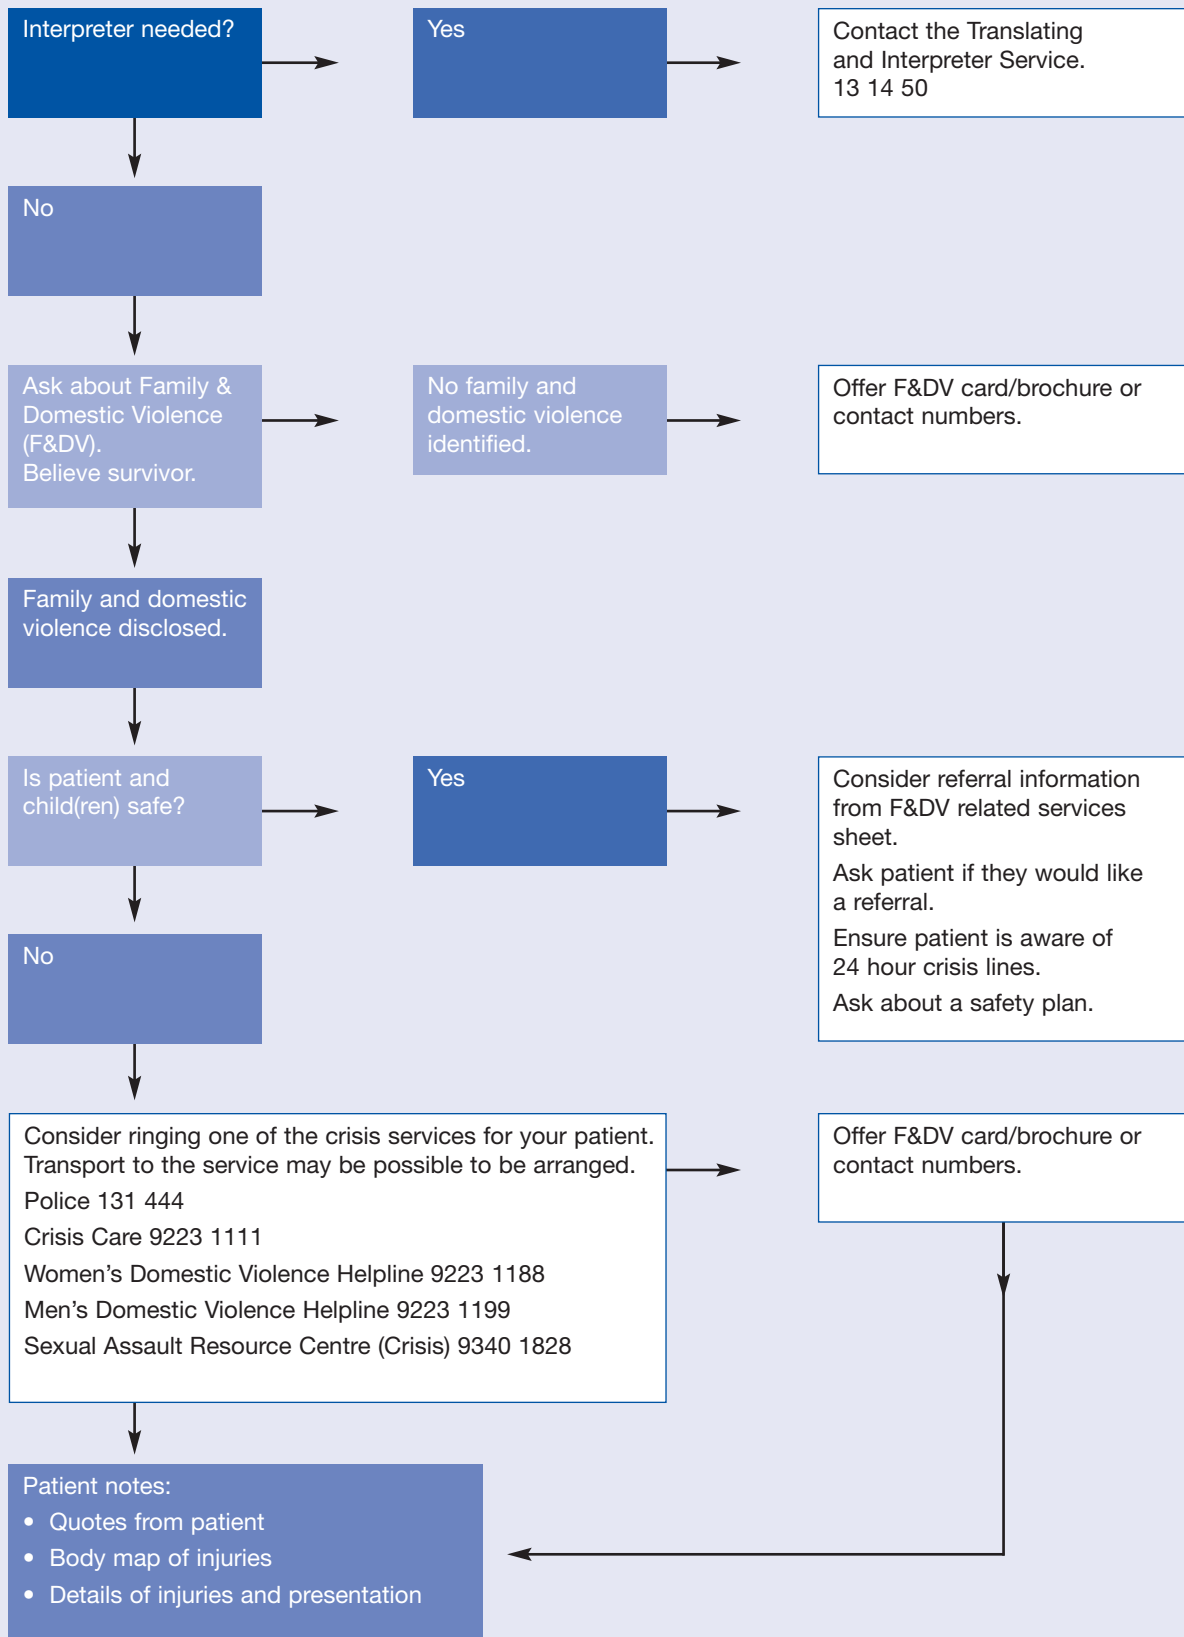 Interpreter needed?
Yes
Contact the Translating
and Interpreter Service.
13 14 50
No
Ask about Family &
Domestic Violence
(F&DV).
Believe survivor.
No family and
domestic violence
identified.
Offer F&DV card/brochure or
contact numbers.
Family and domestic
violence disclosed.
Is patient and
child(ren) safe?
Yes
Consider referral information
from F&DV related services
sheet.
Ask patient if they would like
a referral.
Ensure patient is aware of
24 hour crisis lines.
Ask about a safety plan.
No
Consider ringing one of the crisis services for your patient.
Transport to the service may be possible to be arranged.
Police 131 444
Crisis Care 9223 1111
Women’s Domestic Violence Helpline 9223 1188
Men’s Domestic Violence Helpline 9223 1199
Sexual Assault Resource Centre (Crisis) 9340 1828
Offer F&DV card/brochure or
contact numbers.
Patient notes:
• Quotes from patient
• Body map of injuries
• Details of injuries and presentation